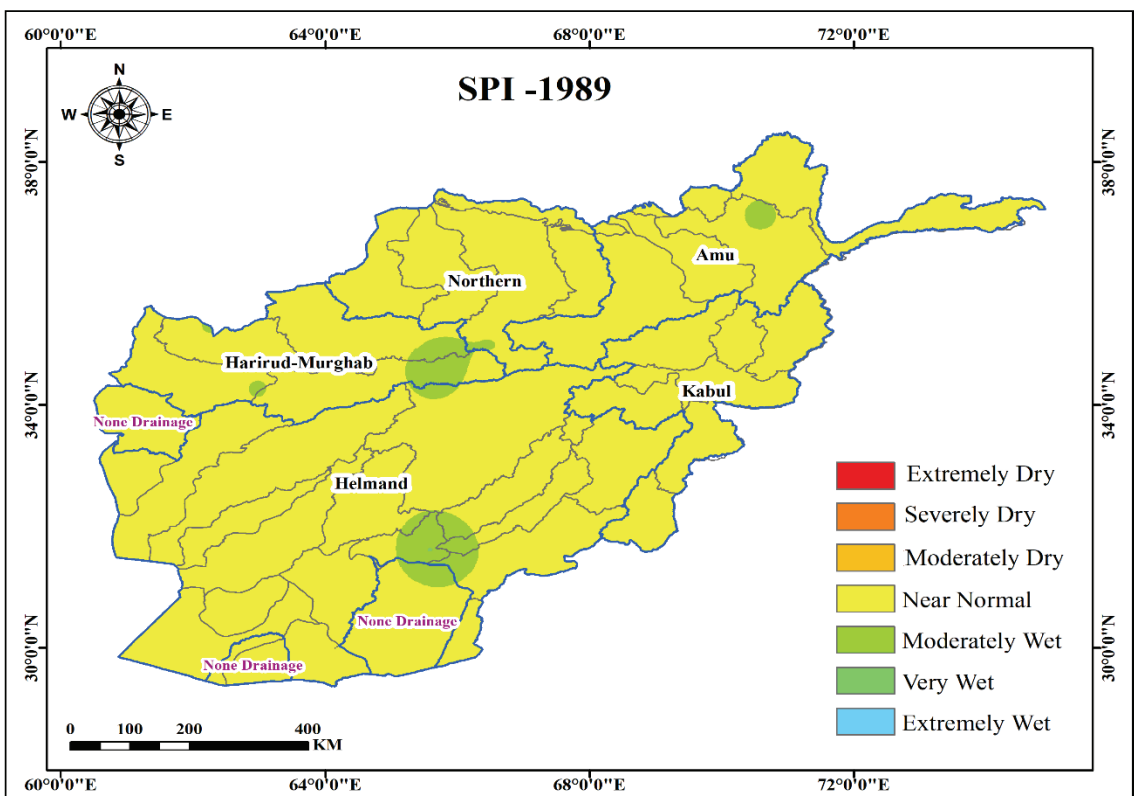 60°0'0"E 64°0'0"E 68°0'0"E 72°0'0"E
SPI -1989
N
W E
S
38°0'0"N 38°0'0"N
Amu
Northern
Harirud-Murghab
Kabul
34°0'0"N 34°0'0"N
None Drainage
Helmand
Extremely Dry
Severely Dry
Moderately Dry
Near Normal
None Drainage
Moderately Wet
30°0'0"N 30°0'0"N
None Drainage
Very Wet
Extremely Wet
0 100 200 400
KM
60°0'0"E 64°0'0"E 68°0'0"E 72°0'0"E